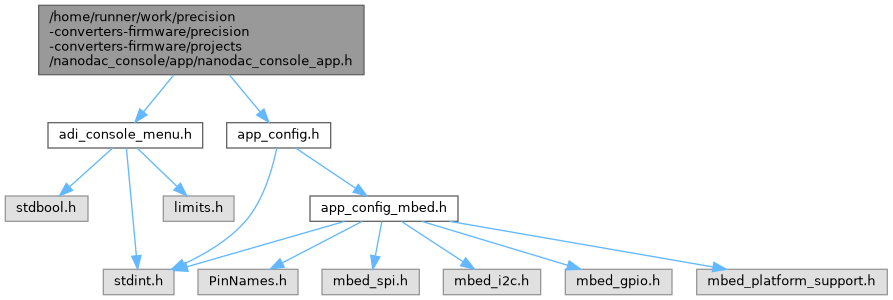 /home/runner/work/precision
-converters-firmware/precision
-converters-firmware/projects
/nanodac_console/app/nanodac_console_app.h
adi_console_menu.h
app_config.h
stdbool.h
limits.h
app_config_mbed.h
stdint.h
PinNames.h
mbed_spi.h
mbed_i2c.h
mbed_gpio.h
mbed_platform_support.h